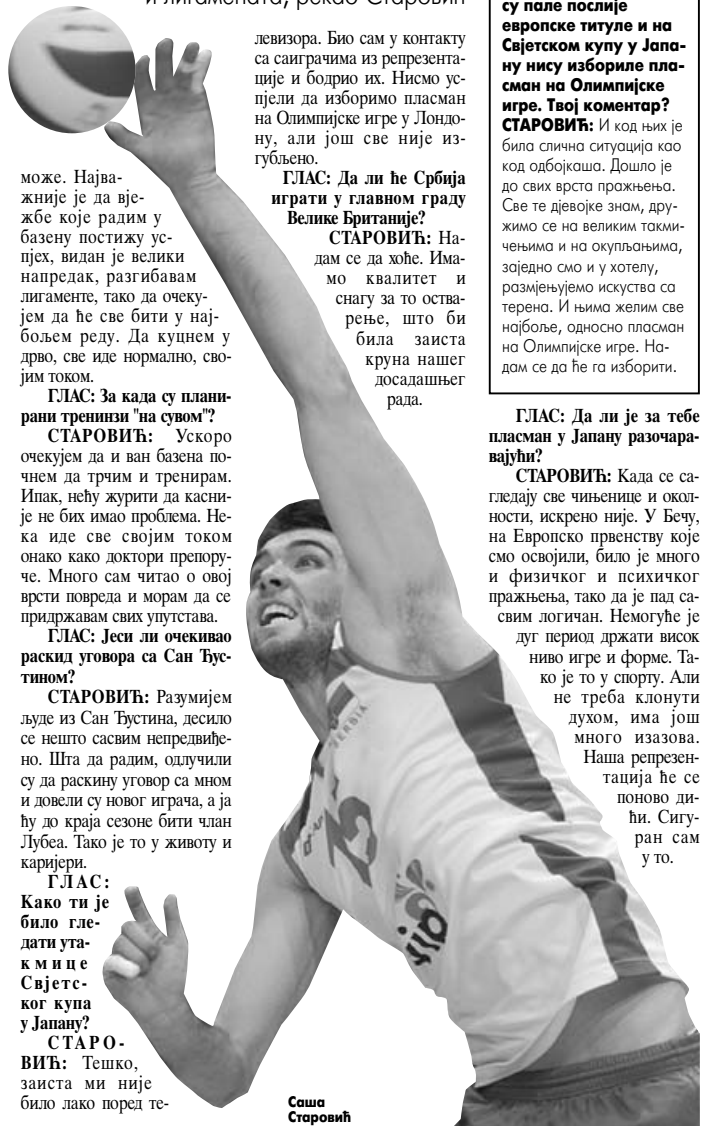 и лигамената, рекао Старовић
може. Најва-
жније је да вје-
жбе које радим у
базену постижу ус-
пјех, видан је велики
напредак, разгибавам
лигаменте, тако да очеку-
јем да ће све бити у нај-
бољем реду. Да куцнем у
дрво, све иде нормално, сво-
јим током.
ГЛАС: За када су плани-
рани тренинзи "на сувом"?
СТАРОВИЋ: Ускоро
очекујем да и ван базена по-
чнем да трчим и тренирам.
Ипак, нећу журити да касни-
је не бих имао проблема. Не-
ка иде све својим током
онако како доктори препору-
че. Много сам читао о овој
врсти повреда и морам да се
придржавам свих упутстава.
ГЛАС: Јеси ли очекивао
раскид уговора са Сан Ђус-
тином?
СТАРОВИЋ: Разумијем
људе из Сан Ђустина, десило
се нешто сасвим непредвиђе-
но. Шта да радим, одлучили
су да раскину уговор са мном
и довели су новог играча, а ја
ћу до краја сезоне бити члан
Лубеа. Тако је то у животу и
каријери.
ГЛАС:
Како ти је
било гле-
дати ута-
кмице
Свјетс-
ког купа
у Јапану?
СТАРО-
ВИЋ: Тешко,
заиста ми није
било лако поред те-
левизора. Био сам у контакту
са саиграчима из репрезента-
ције и бодрио их. Нисмо ус-
пјели да изборимо пласман
на Олимпијске игре у Лондо-
ну, али још све није из-
губљено.
ГЛАС: Да ли ће Србија
играти у главном граду
Велике Британије?
СТАРОВИЋ: На-
дам се да хоће. Има-
мо квалитет и
снагу за то оства-
рење, што би
била заиста
круна нашег
досадашњег
рада.
су пале послије
европске титуле и на
Свјетском купу у Јапа-
ну нису избориле пла-
сман на Олимпијске
игре. Твој коментар?
СТАРОВИЋ: И код њих је
била слична ситуација као
код одбојкаша. Дошло је
до свих врста пражњења.
Све те дјевојке знам, дру-
жимо се на великим такми-
чењима и на окупљањима,
заједно смо и у хотелу,
размјењујемо искуства са
терена. И њима желим све
најбоље, односно пласман
на Олимпијске игре. На-
дам се да ће га изборити.
ГЛАС: Да ли је за тебе
пласман у Јапану разочара-
вајући?
СТАРОВИЋ: Када се са-
гледају све чињенице и окол-
ности, искрено није. У Бечу,
на Европско првенству које
смо освојили, било је много
и физичког и психичког
пражњења, тако да је пад са-
свим логичан. Немогуће је
дуг период држати висок
ниво игре и форме. Та-
ко је то у спорту. Али
не треба клонути
духом, има још
много изазова.
Наша репрезен-
тација ће се
поново ди-
ћи. Сигу-
ран сам
у то.
SERBIA
15
vip
Саша
Старовић